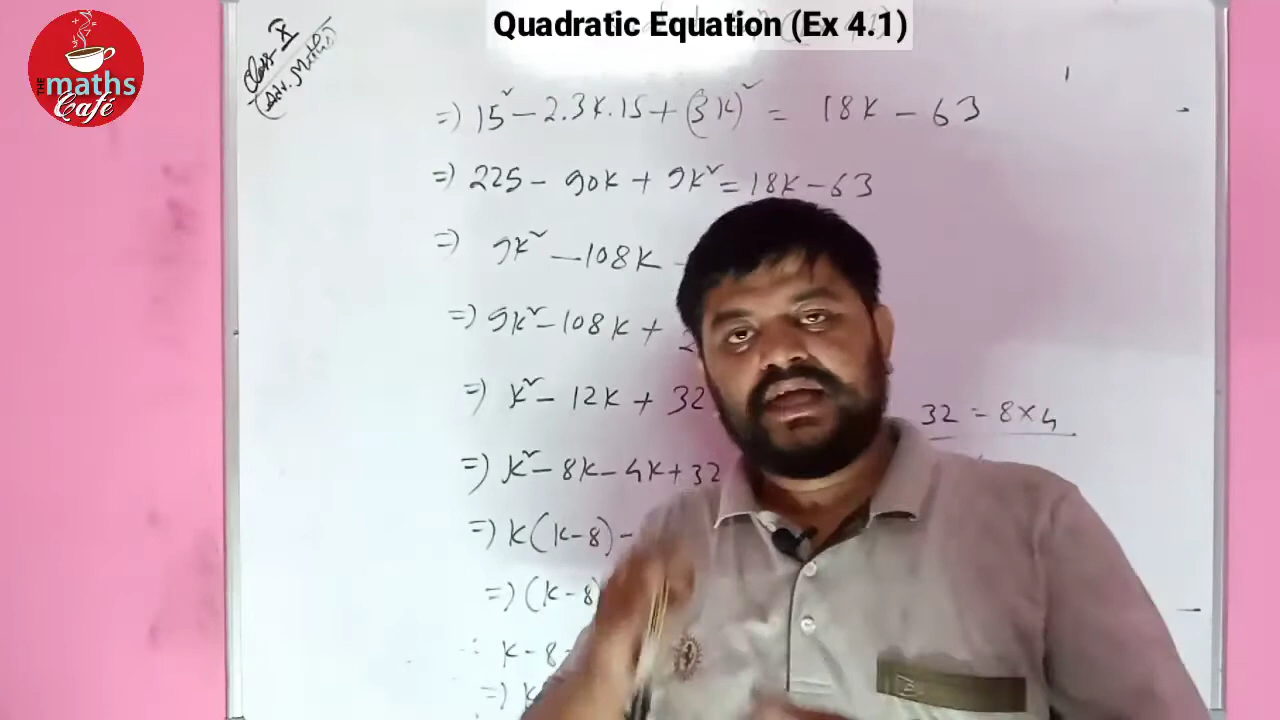 Quadratic Equation (Ex 4.1)
THE
maths
Café
Class-X
(Adv. Maths)
=) 15² - 2.3k.15 + (3k)² = 18k - 63
=) 225 - 90k + 9k² = 18k - 63
=) 9k² - 108k
=) 9k² - 108k + 2
=) k² - 12k + 32
32 = 8×4
=) k² - 8k - 4k + 32
=) k(k-8) -
=) (k-8)
∴ k-8
=) k